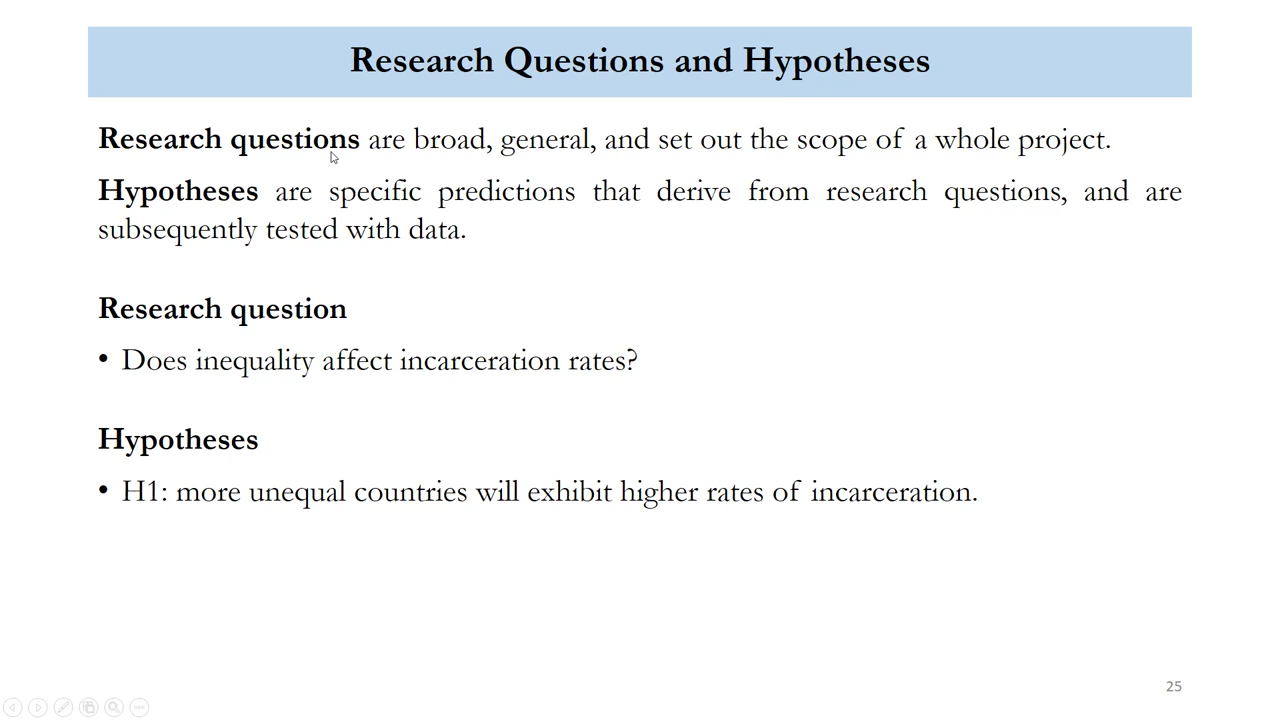 Research Questions and Hypotheses
Research questions are broad, general, and set out the scope of a whole project.
Hypotheses are specific predictions that derive from research questions, and are
subsequently tested with data.
Research question
• Does inequality affect incarceration rates?
Hypotheses
• H1: more unequal countries will exhibit higher rates of incarceration.
25